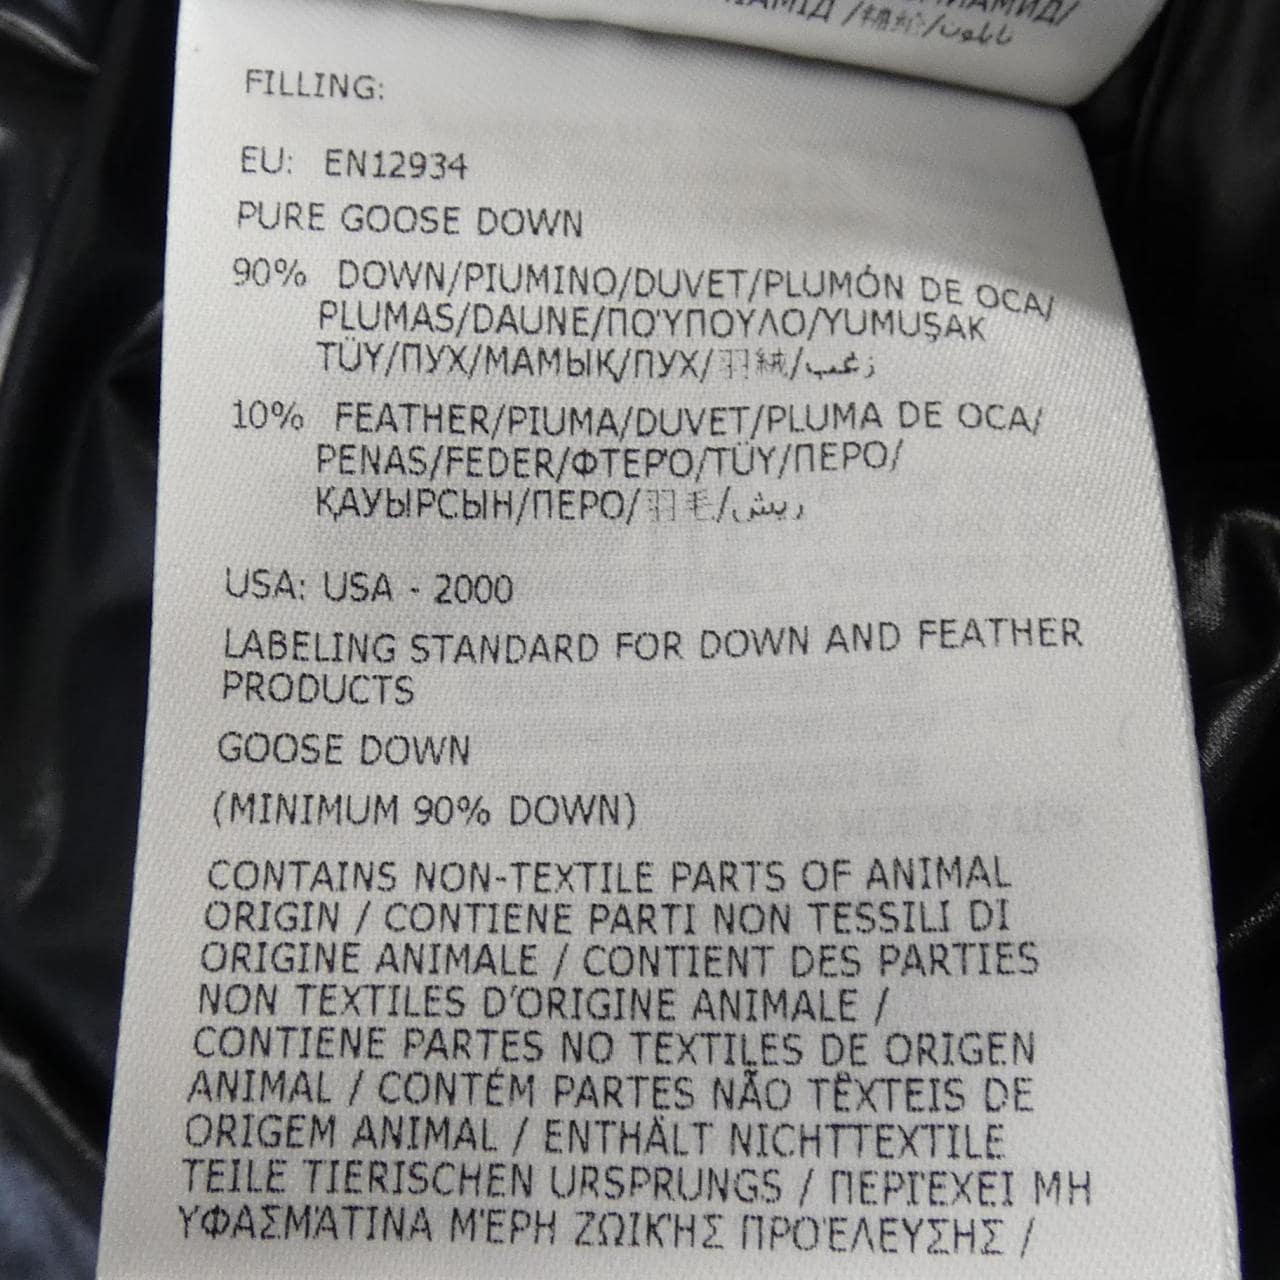 FILLING:
EU: EN12934
PURE GOOSE DOWN
90% DOWN/PIUMINO/DUVET/PLUMÓN DE OCA/
PLUMAS/DAUNE/ΠΟΎΠΟΥΛΟ/YUMUŞAK
TÜY/ПУХ/МАМЫҚ/ПУХ/羽絨/زغب
10% FEATHER/PIUMA/DUVET/PLUMA DE OCA/
PENAS/FEDER/ΦΤΕΡΌ/TÜY/ПЕРО/
ҚАУЫРСЫН/ПЕРО/羽毛/ريش
USA: USA - 2000
LABELING STANDARD FOR DOWN AND FEATHER
PRODUCTS
GOOSE DOWN
(MINIMUM 90% DOWN)
CONTAINS NON-TEXTILE PARTS OF ANIMAL
ORIGIN / CONTIENE PARTI NON TESSILI DI
ORIGINE ANIMALE / CONTIENT DES PARTIES
NON TEXTILES D'ORIGINE ANIMALE /
CONTIENE PARTES NO TEXTILES DE ORIGEN
ANIMAL / CONTÉM PARTES NÃO TÊXTEIS DE
ORIGEM ANIMAL / ENTHÄLT NICHTTEXTILE
TEILE TIERISCHEN URSPRUNGS / ΠΕΡΙΈΧΕΙ ΜΗ
ΥΦΑΣΜΆΤΙΝΑ ΜΈΡΗ ΖΩΙΚΉΣ ΠΡΟΈΛΕΥΣΗΣ /